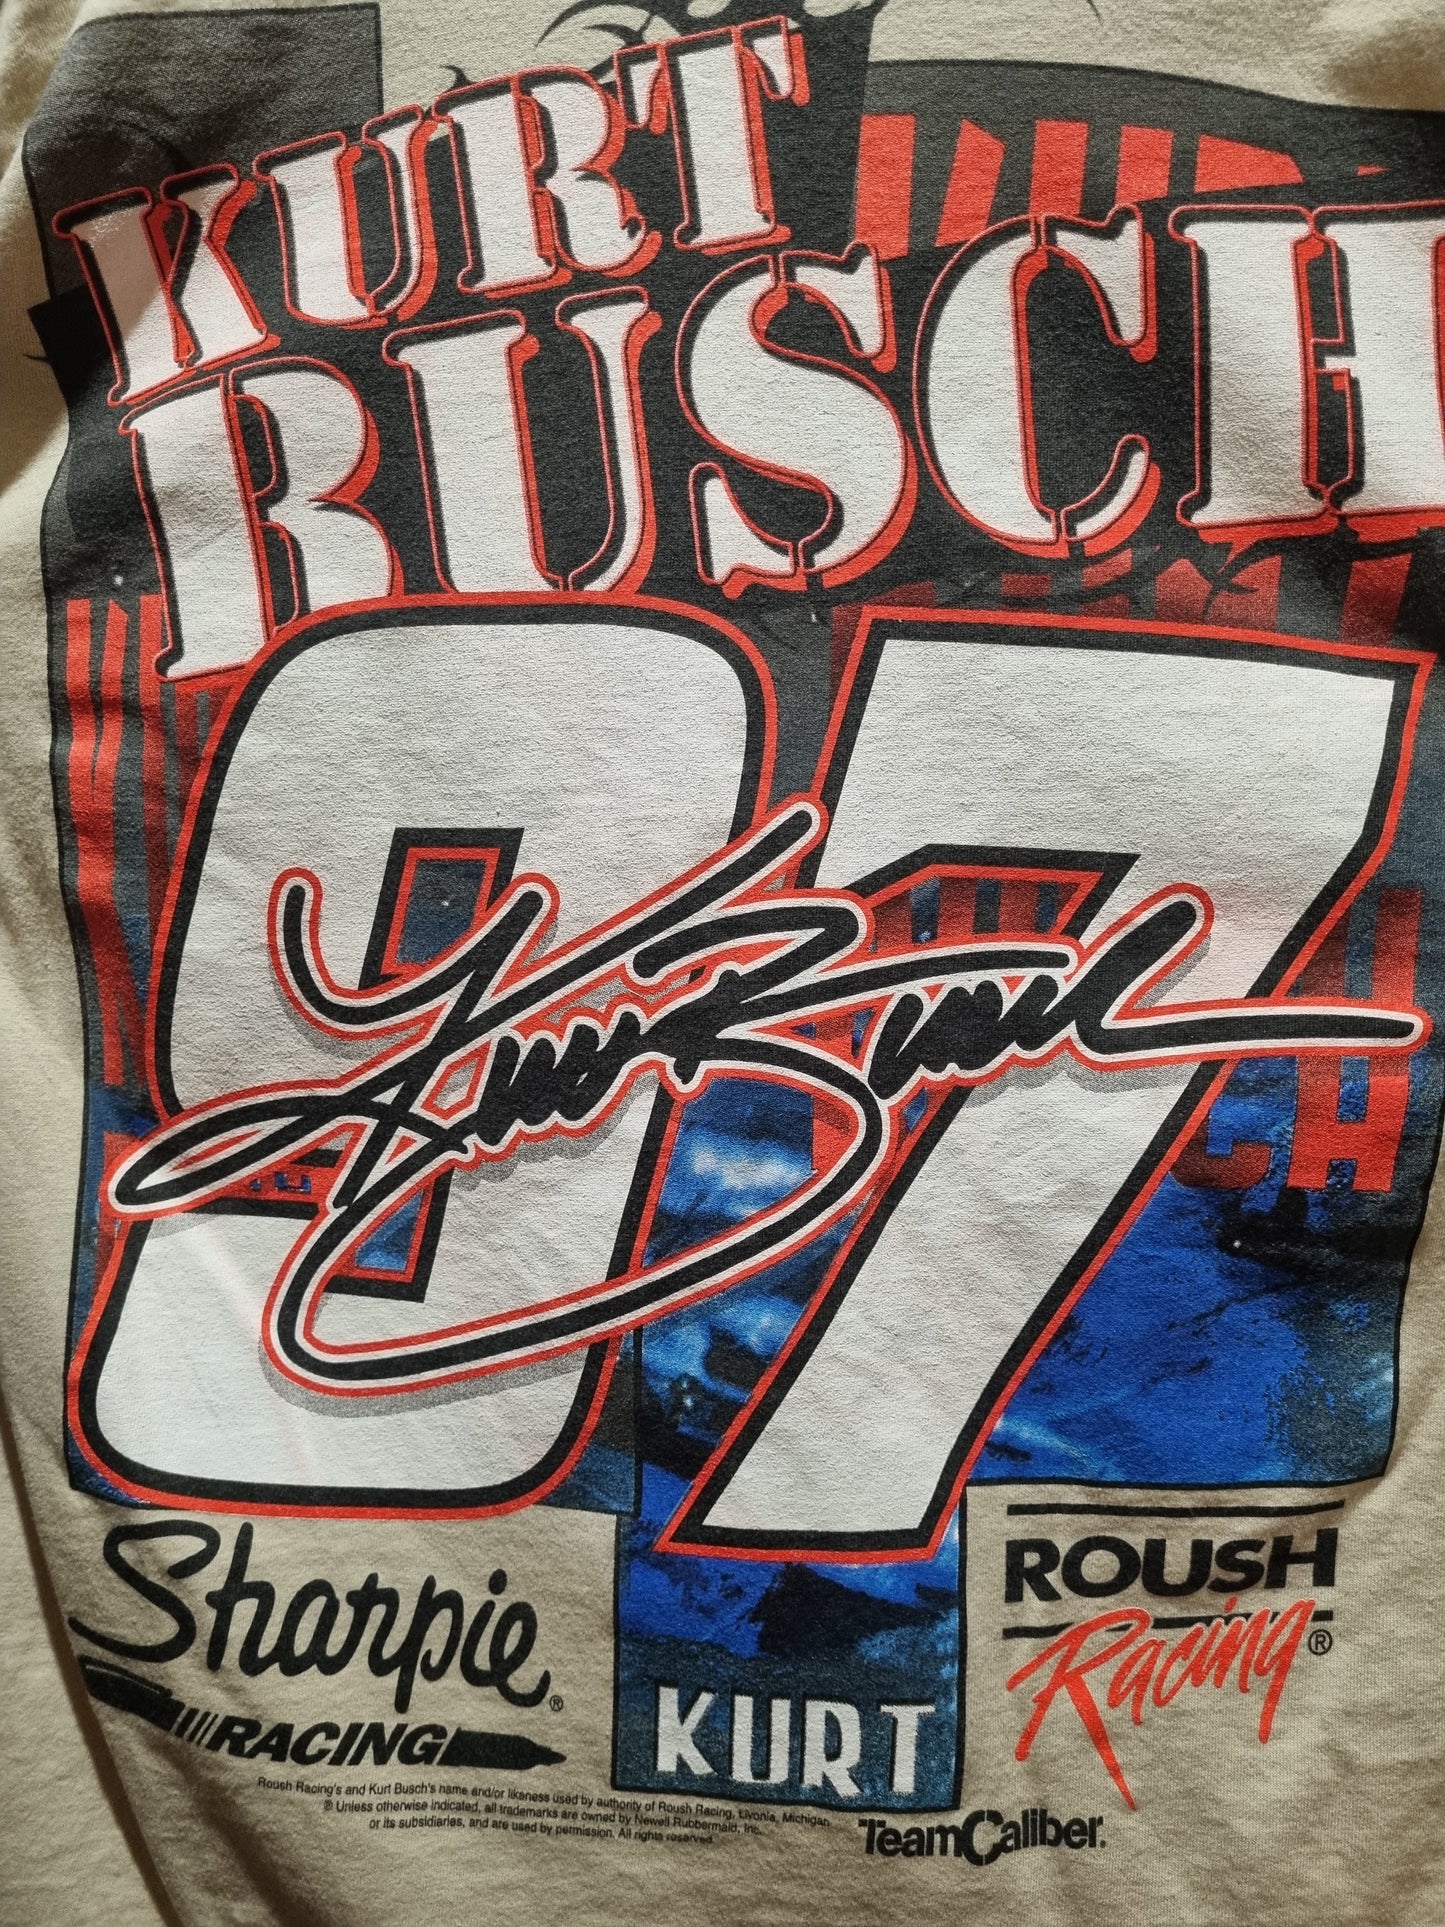 KURT
BUSCH
97
Kurt Busch
Sharpie®
RACING
ROUSH
Racing®
KURT
Roush Racing's and Kurt Busch's name and/or likeness used by authority of Roush Racing, Livonia, Michigan.
® Unless otherwise indicated, all trademarks are owned by Newell Rubbermaid, Inc.
or its subsidiaries, and are used by permission. All rights reserved.
TeamCaliber.